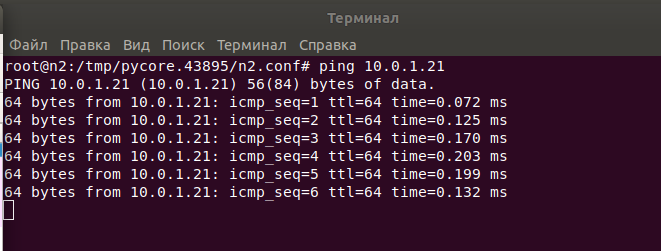 Терминал
Файл Правка Вид Поиск Терминал Справка
root@n2:/tmp/pycore.43895/n2.conf# ping 10.0.1.21
PING 10.0.1.21 (10.0.1.21) 56(84) bytes of data.
64 bytes from 10.0.1.21: icmp_seq=1 ttl=64 time=0.072 ms
64 bytes from 10.0.1.21: icmp_seq=2 ttl=64 time=0.125 ms
64 bytes from 10.0.1.21: icmp_seq=3 ttl=64 time=0.170 ms
64 bytes from 10.0.1.21: icmp_seq=4 ttl=64 time=0.203 ms
64 bytes from 10.0.1.21: icmp_seq=5 ttl=64 time=0.199 ms
64 bytes from 10.0.1.21: icmp_seq=6 ttl=64 time=0.132 ms